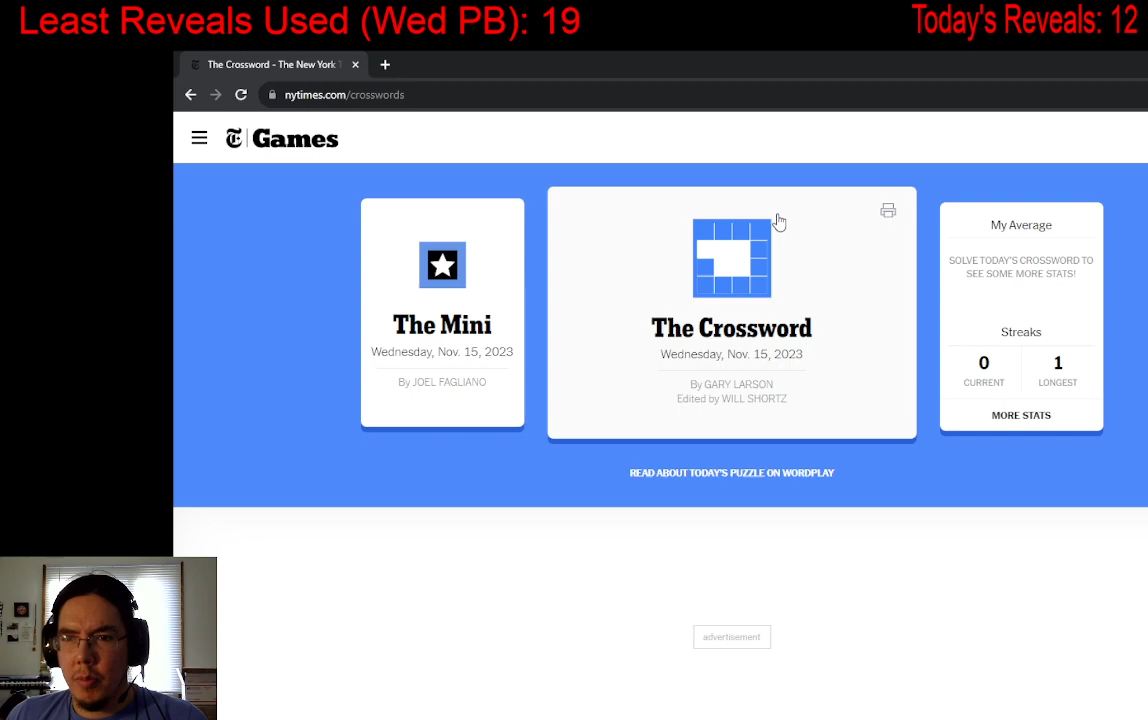 Least Reveals Used (Wed PB): 19
Today's Reveals: 12
The Crossword - The New York T
nytimes.com/crosswords
Games
The Mini
Wednesday, Nov. 15, 2023
By JOEL FAGLIANO
The Crossword
Wednesday, Nov. 15, 2023
By GARY LARSON
Edited by WILL SHORTZ
My Average
SOLVE TODAY'S CROSSWORD TO
SEE SOME MORE STATS!
Streaks
0 1
CURRENT LONGEST
MORE STATS
READ ABOUT TODAY'S PUZZLE ON WORDPLAY
advertisement